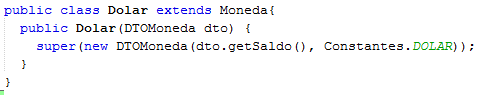 public class Dolar extends Moneda{
public Dolar(DTOMoneda dto) {
super(new DTOMoneda(dto.getSaldo(), Constantes.DOLAR));
}
}